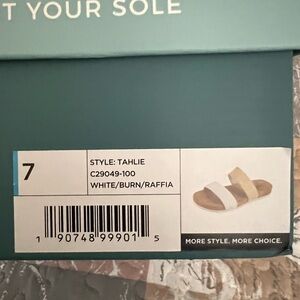 T YOUR SOLE
7
STYLE: TAHLIE
C29049-100
WHITE/BURN/RAFFIA
1 90748 99901 5
MORE STYLE. MORE CHOICE.